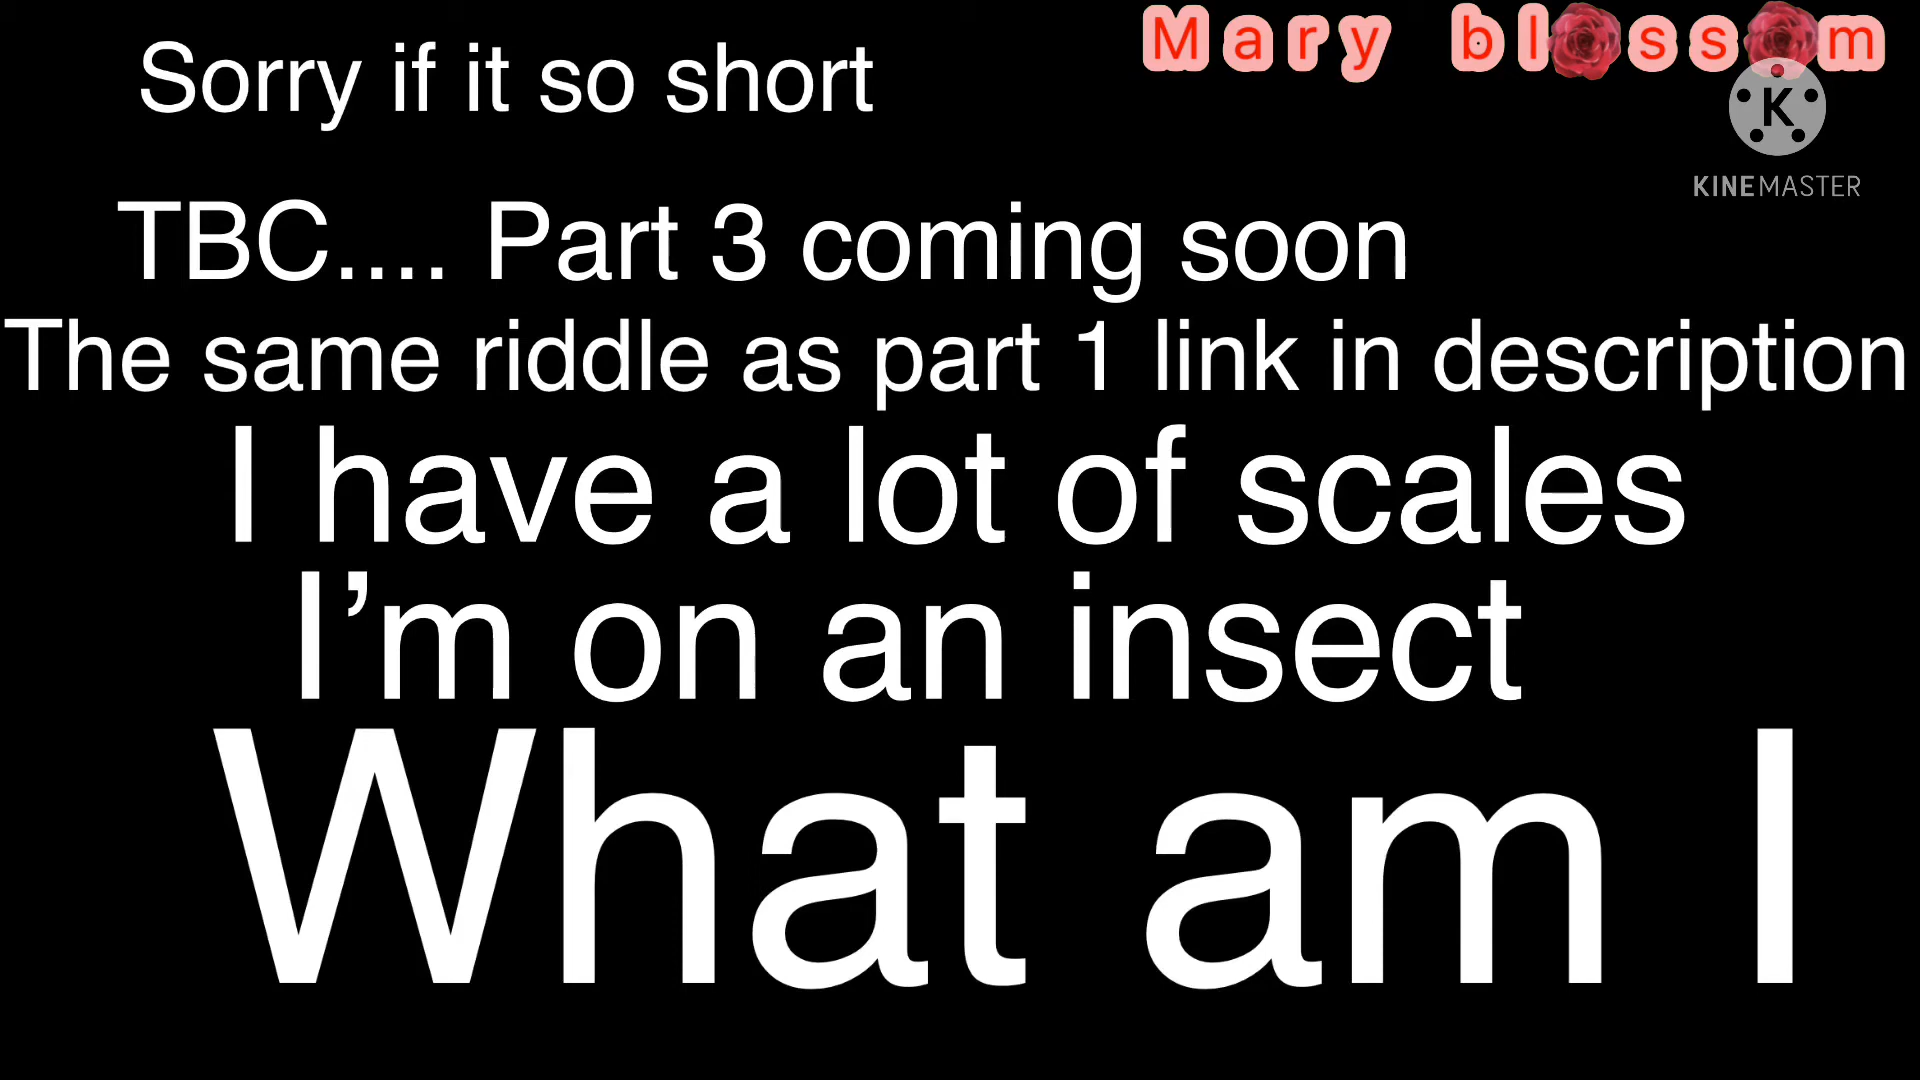 Mary blossom
Sorry if it so short
KINEMASTER
TBC.... Part 3 coming soon
The same riddle as part 1 link in description
I have a lot of scales
I’m on an insect
What am I